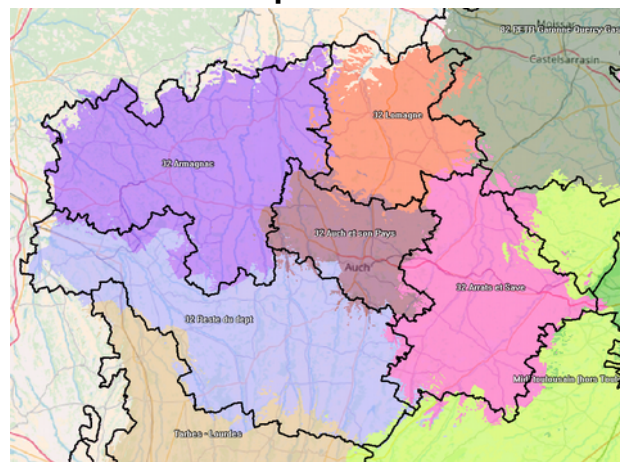 Moissac
Castelsarrasin
32 Lomagne
32 Armagnac
32 Auch et son Pays
Auch
32 Arrats et Save
32 Reste du dept
Midi toulousain (hors Toul
Tarbes - Lourdes